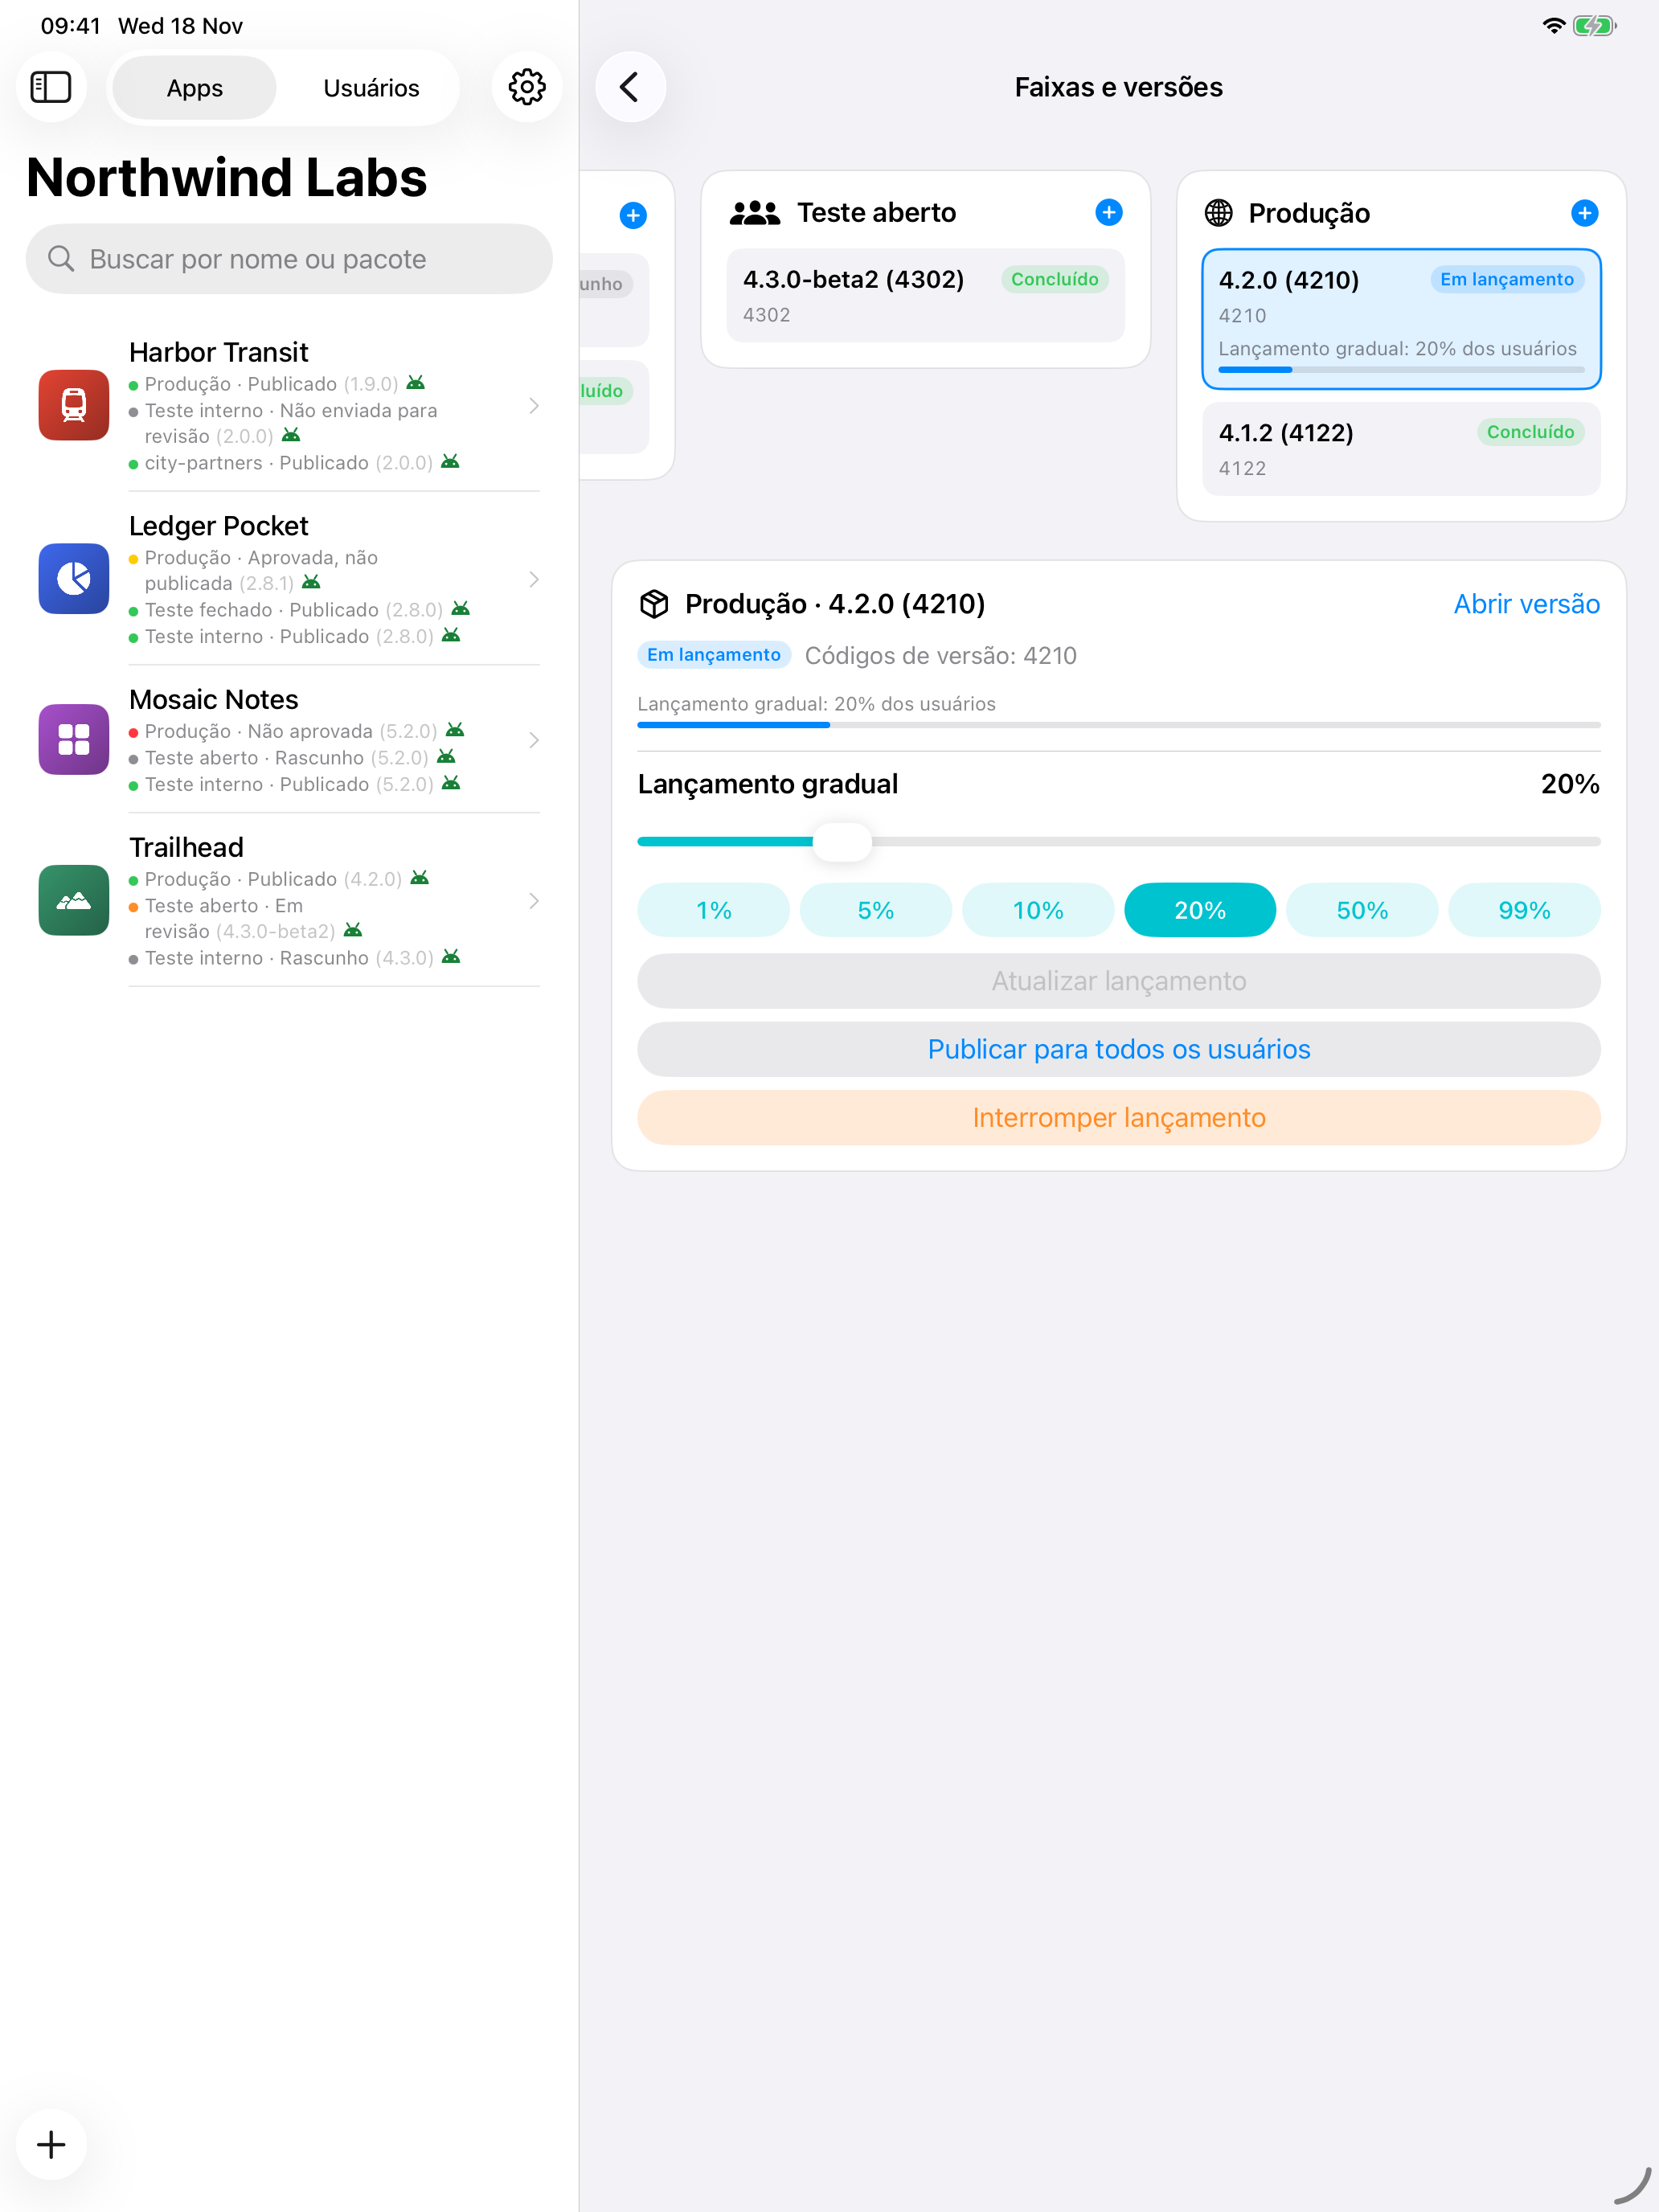 09:41 Wed 18 Nov
Apps
Usuários
Northwind Labs
Buscar por nome ou pacote
Harbor Transit
Produção · Publicado (1.9.0)
Teste interno · Não enviada para
revisão (2.0.0)
city-partners · Publicado (2.0.0)
Ledger Pocket
Produção · Aprovada, não
publicada (2.8.1)
Teste fechado · Publicado (2.8.0)
Teste interno · Publicado (2.8.0)
Mosaic Notes
Produção · Não aprovada (5.2.0)
Teste aberto · Rascunho (5.2.0)
Teste interno · Publicado (5.2.0)
Trailhead
Produção · Publicado (4.2.0)
Teste aberto · Em
revisão (4.3.0-beta2)
Teste interno · Rascunho (4.3.0)
Faixas e versões
unho
luído
Teste aberto
4.3.0-beta2 (4302)
Concluído
4302
Produção
4.2.0 (4210)
Em lançamento
4210
Lançamento gradual: 20% dos usuários
4.1.2 (4122)
Concluído
4122
Produção · 4.2.0 (4210)
Abrir versão
Em lançamento
Códigos de versão: 4210
Lançamento gradual: 20% dos usuários
Lançamento gradual
20%
1%
5%
10%
20%
50%
99%
Atualizar lançamento
Publicar para todos os usuários
Interromper lançamento